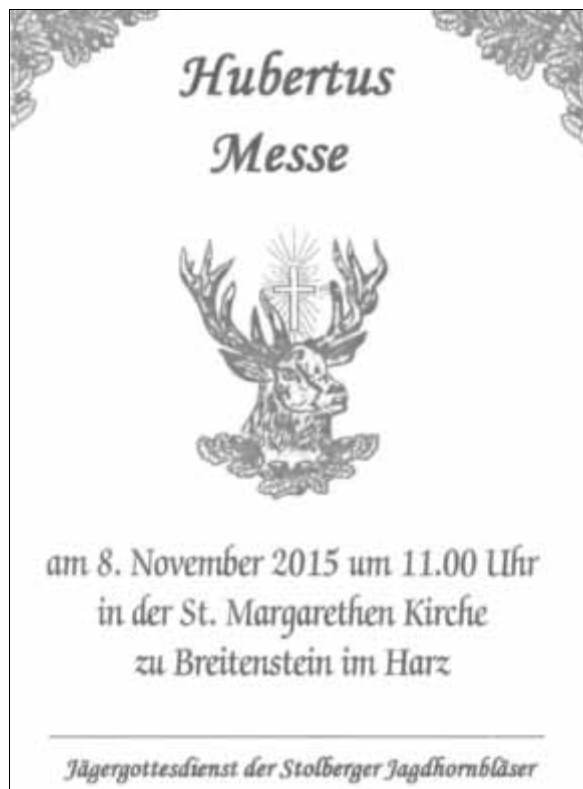 Hubertus
Messe
am 8. November 2015 um 11.00 Uhr
in der St. Margarethen Kirche
zu Breitenstein im Harz
Jägergottesdienst der Stolberger Jagdhornbläser